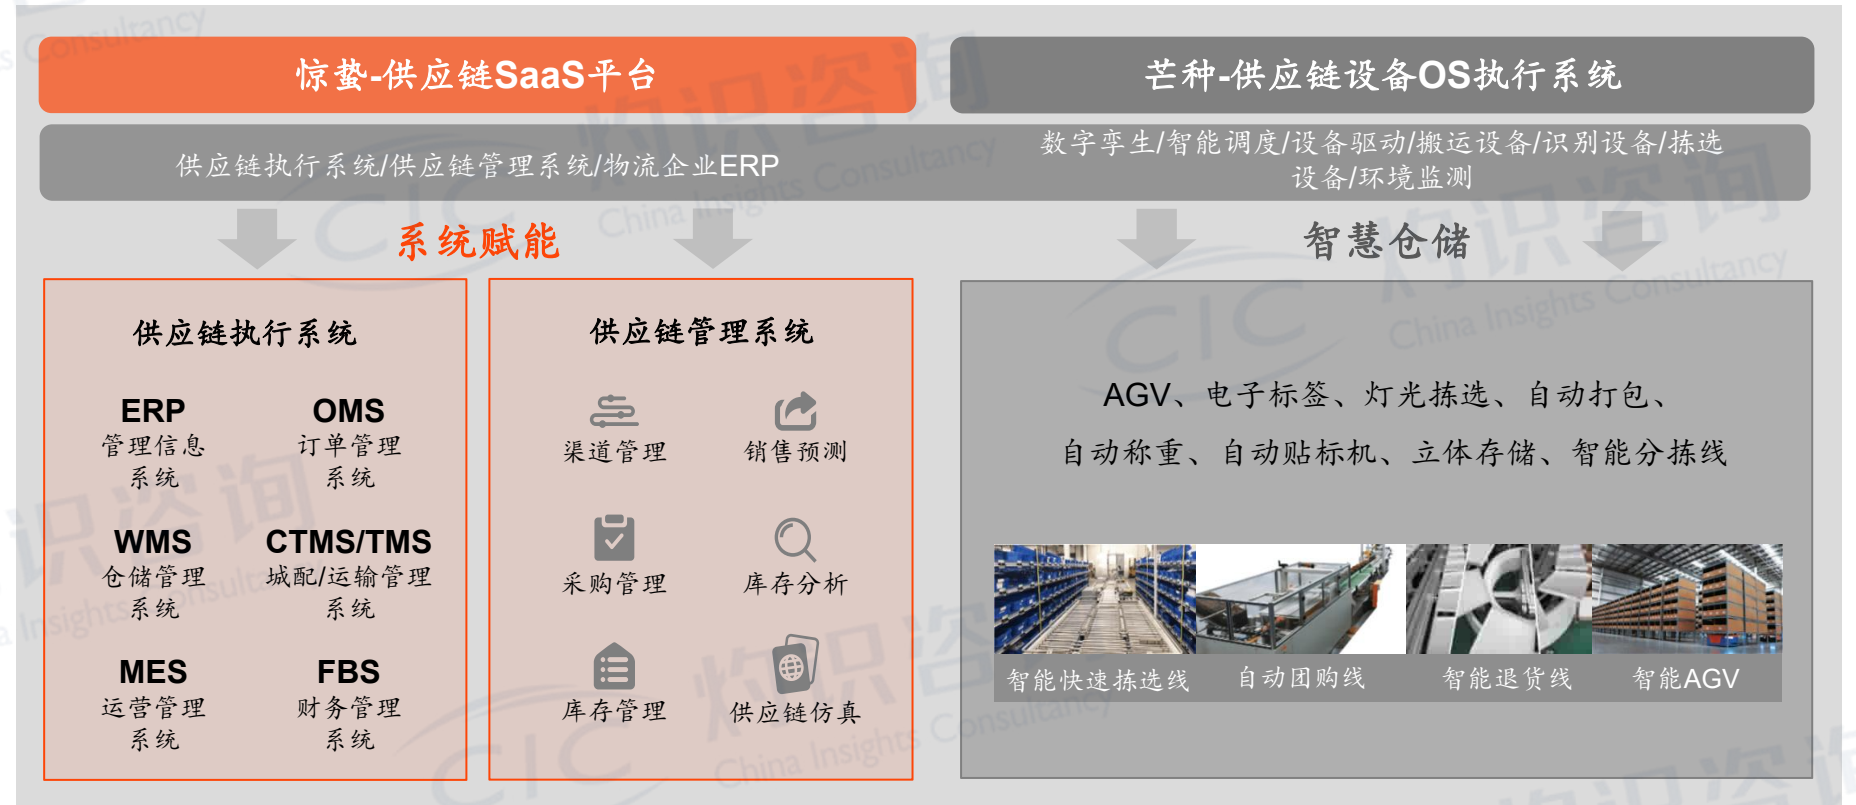 惊蛰-供应链SaaS平台
芒种-供应链设备OS执行系统
供应链执行系统/供应链管理系统/物流企业ERP
数字孪生/智能调度/设备驱动/搬运设备/识别设备/拣选
设备/环境监测
系统赋能
智慧仓储
供应链执行系统
ERP
管理信息
系统
OMS
订单管理
系统
WMS
仓储管理
系统
CTMS/TMS
城配/运输管理
系统
MES
运营管理
系统
FBS
财务管理
系统
供应链管理系统
渠道管理
销售预测
采购管理
库存分析
库存管理
供应链仿真
AGV、电子标签、灯光拣选、自动打包、
自动称重、自动贴标机、立体存储、智能分拣线
智能快速拣选线
自动团购线
智能退货线
智能AGV
CIC 灼识咨询
China Insights Consultancy